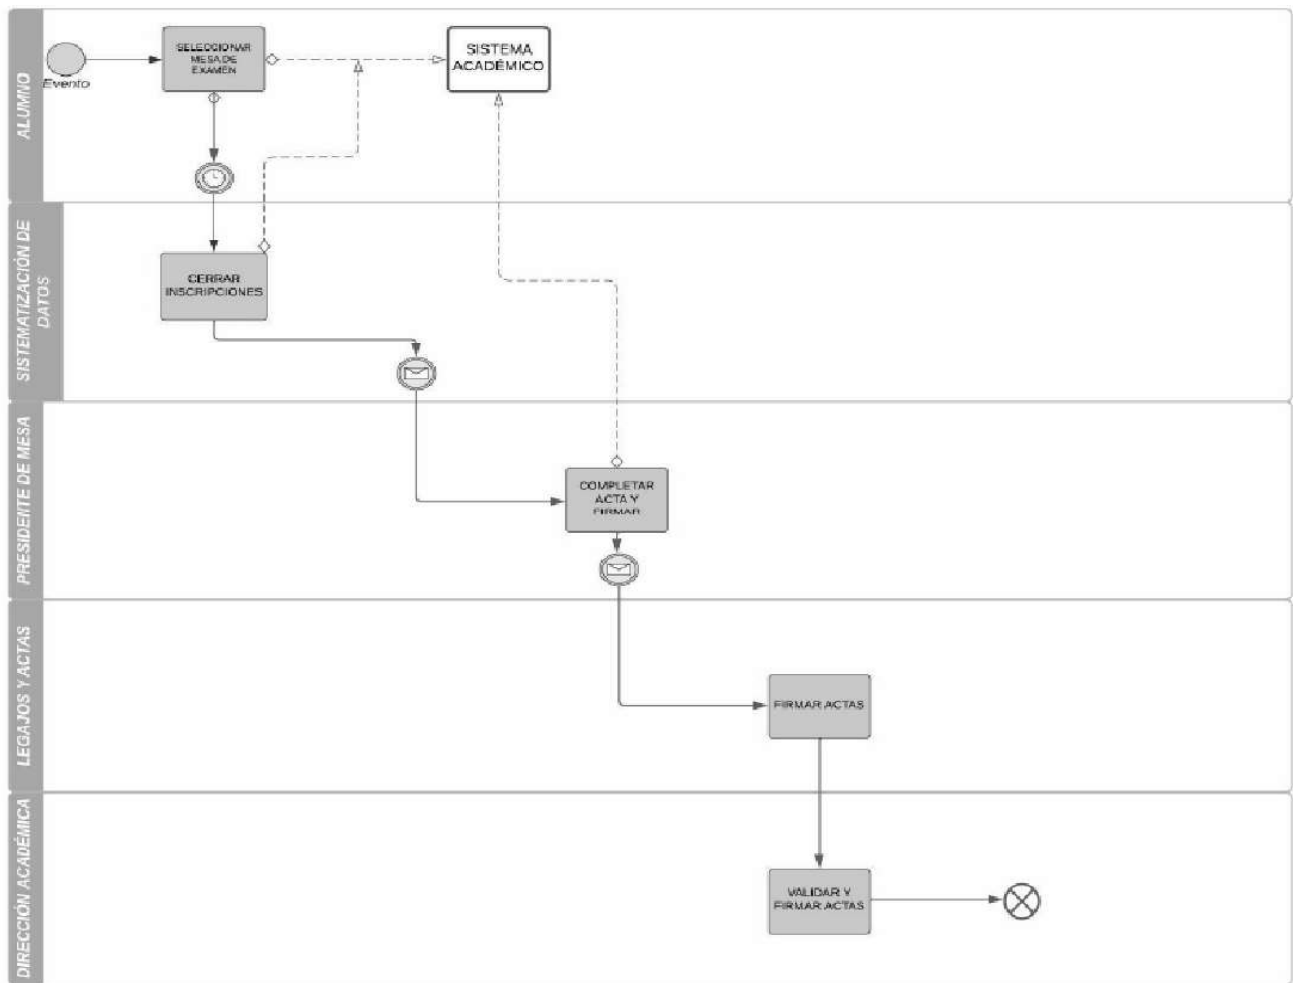 ALUMNO
Evento
SELECCIONAR
MESA DE
EXAMEN
SISTEMA
ACADÉMICO
SISTEMATIZACIÓN DE
DATOS
CERRAR
INSCRIPCIONES
PRESIDENTE DE MESA
COMPLETAR
ACTA Y
FIRMAR
LEGAJOS Y ACTAS
FIRMAR ACTAS
DIRECCIÓN ACADÉMICA
VALIDAR Y
FIRMAR ACTAS